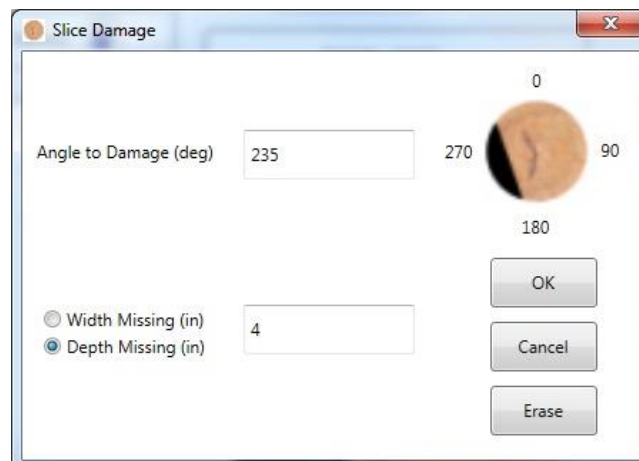 Slice Damage
0
Angle to Damage (deg) 235 270 90
180
OK
Width Missing (in)
Depth Missing (in) 4
Cancel
Erase